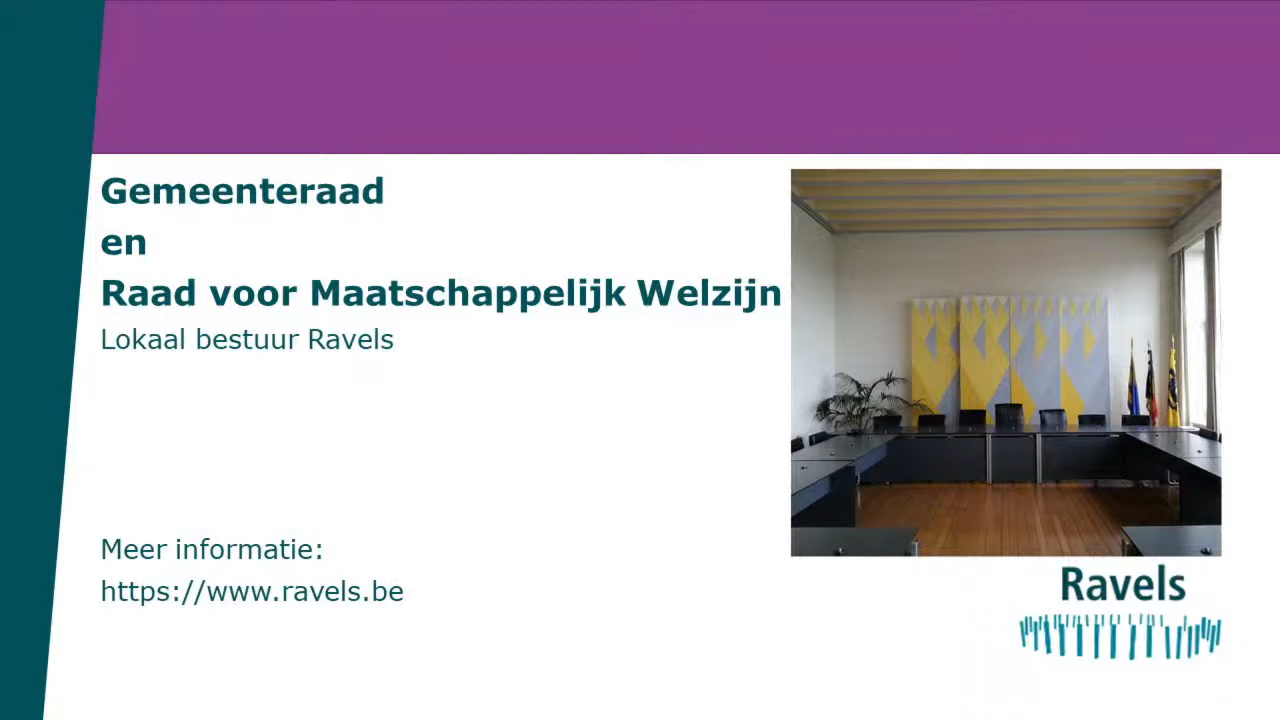 Gemeenteraad
en
Raad voor Maatschappelijk Welzijn
Lokaal bestuur Ravels
Meer informatie:
https://www.ravels.be
Ravels